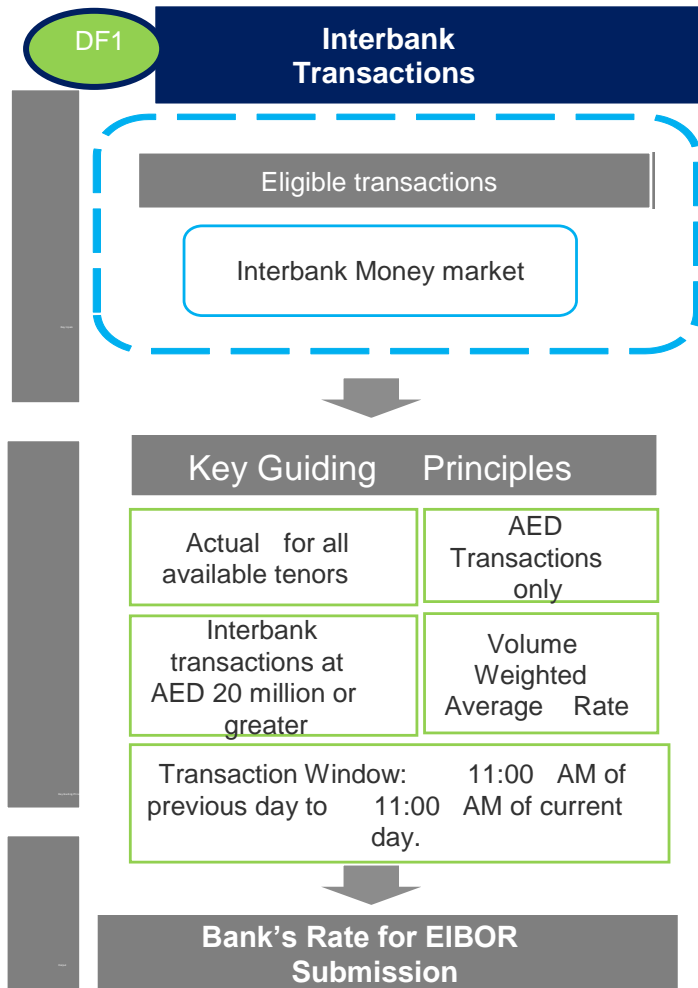 DF1
Interbank
Transactions
Eligible transactions
Interbank Money market
Key Guiding Principles
Actual for all
available tenors
AED
Transactions
only
Interbank
transactions at
AED 20 million or
greater
Volume
Weighted
Average Rate
Transaction Window: 11:00 AM of
previous day to 11:00 AM of current
day.
Bank’s Rate for EIBOR
Submission